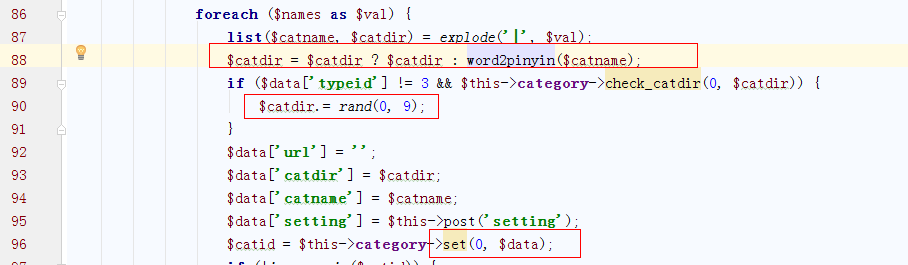 86 foreach ($names as $val) {
87 list($catname, $catdir) = explode('|', $val);
88 $catdir = $catdir ? $catdir : word2pinyin($catname);
89 if ($data['typeid'] != 3 && $this->category->check_catdir(0, $catdir)) {
90 $catdir.= rand(0, 9);
91 }
92 $data['url'] = '';
93 $data['catdir'] = $catdir;
94 $data['catname'] = $catname;
95 $data['setting'] = $this->post('setting');
96 $catid = $this->category->set(0, $data);